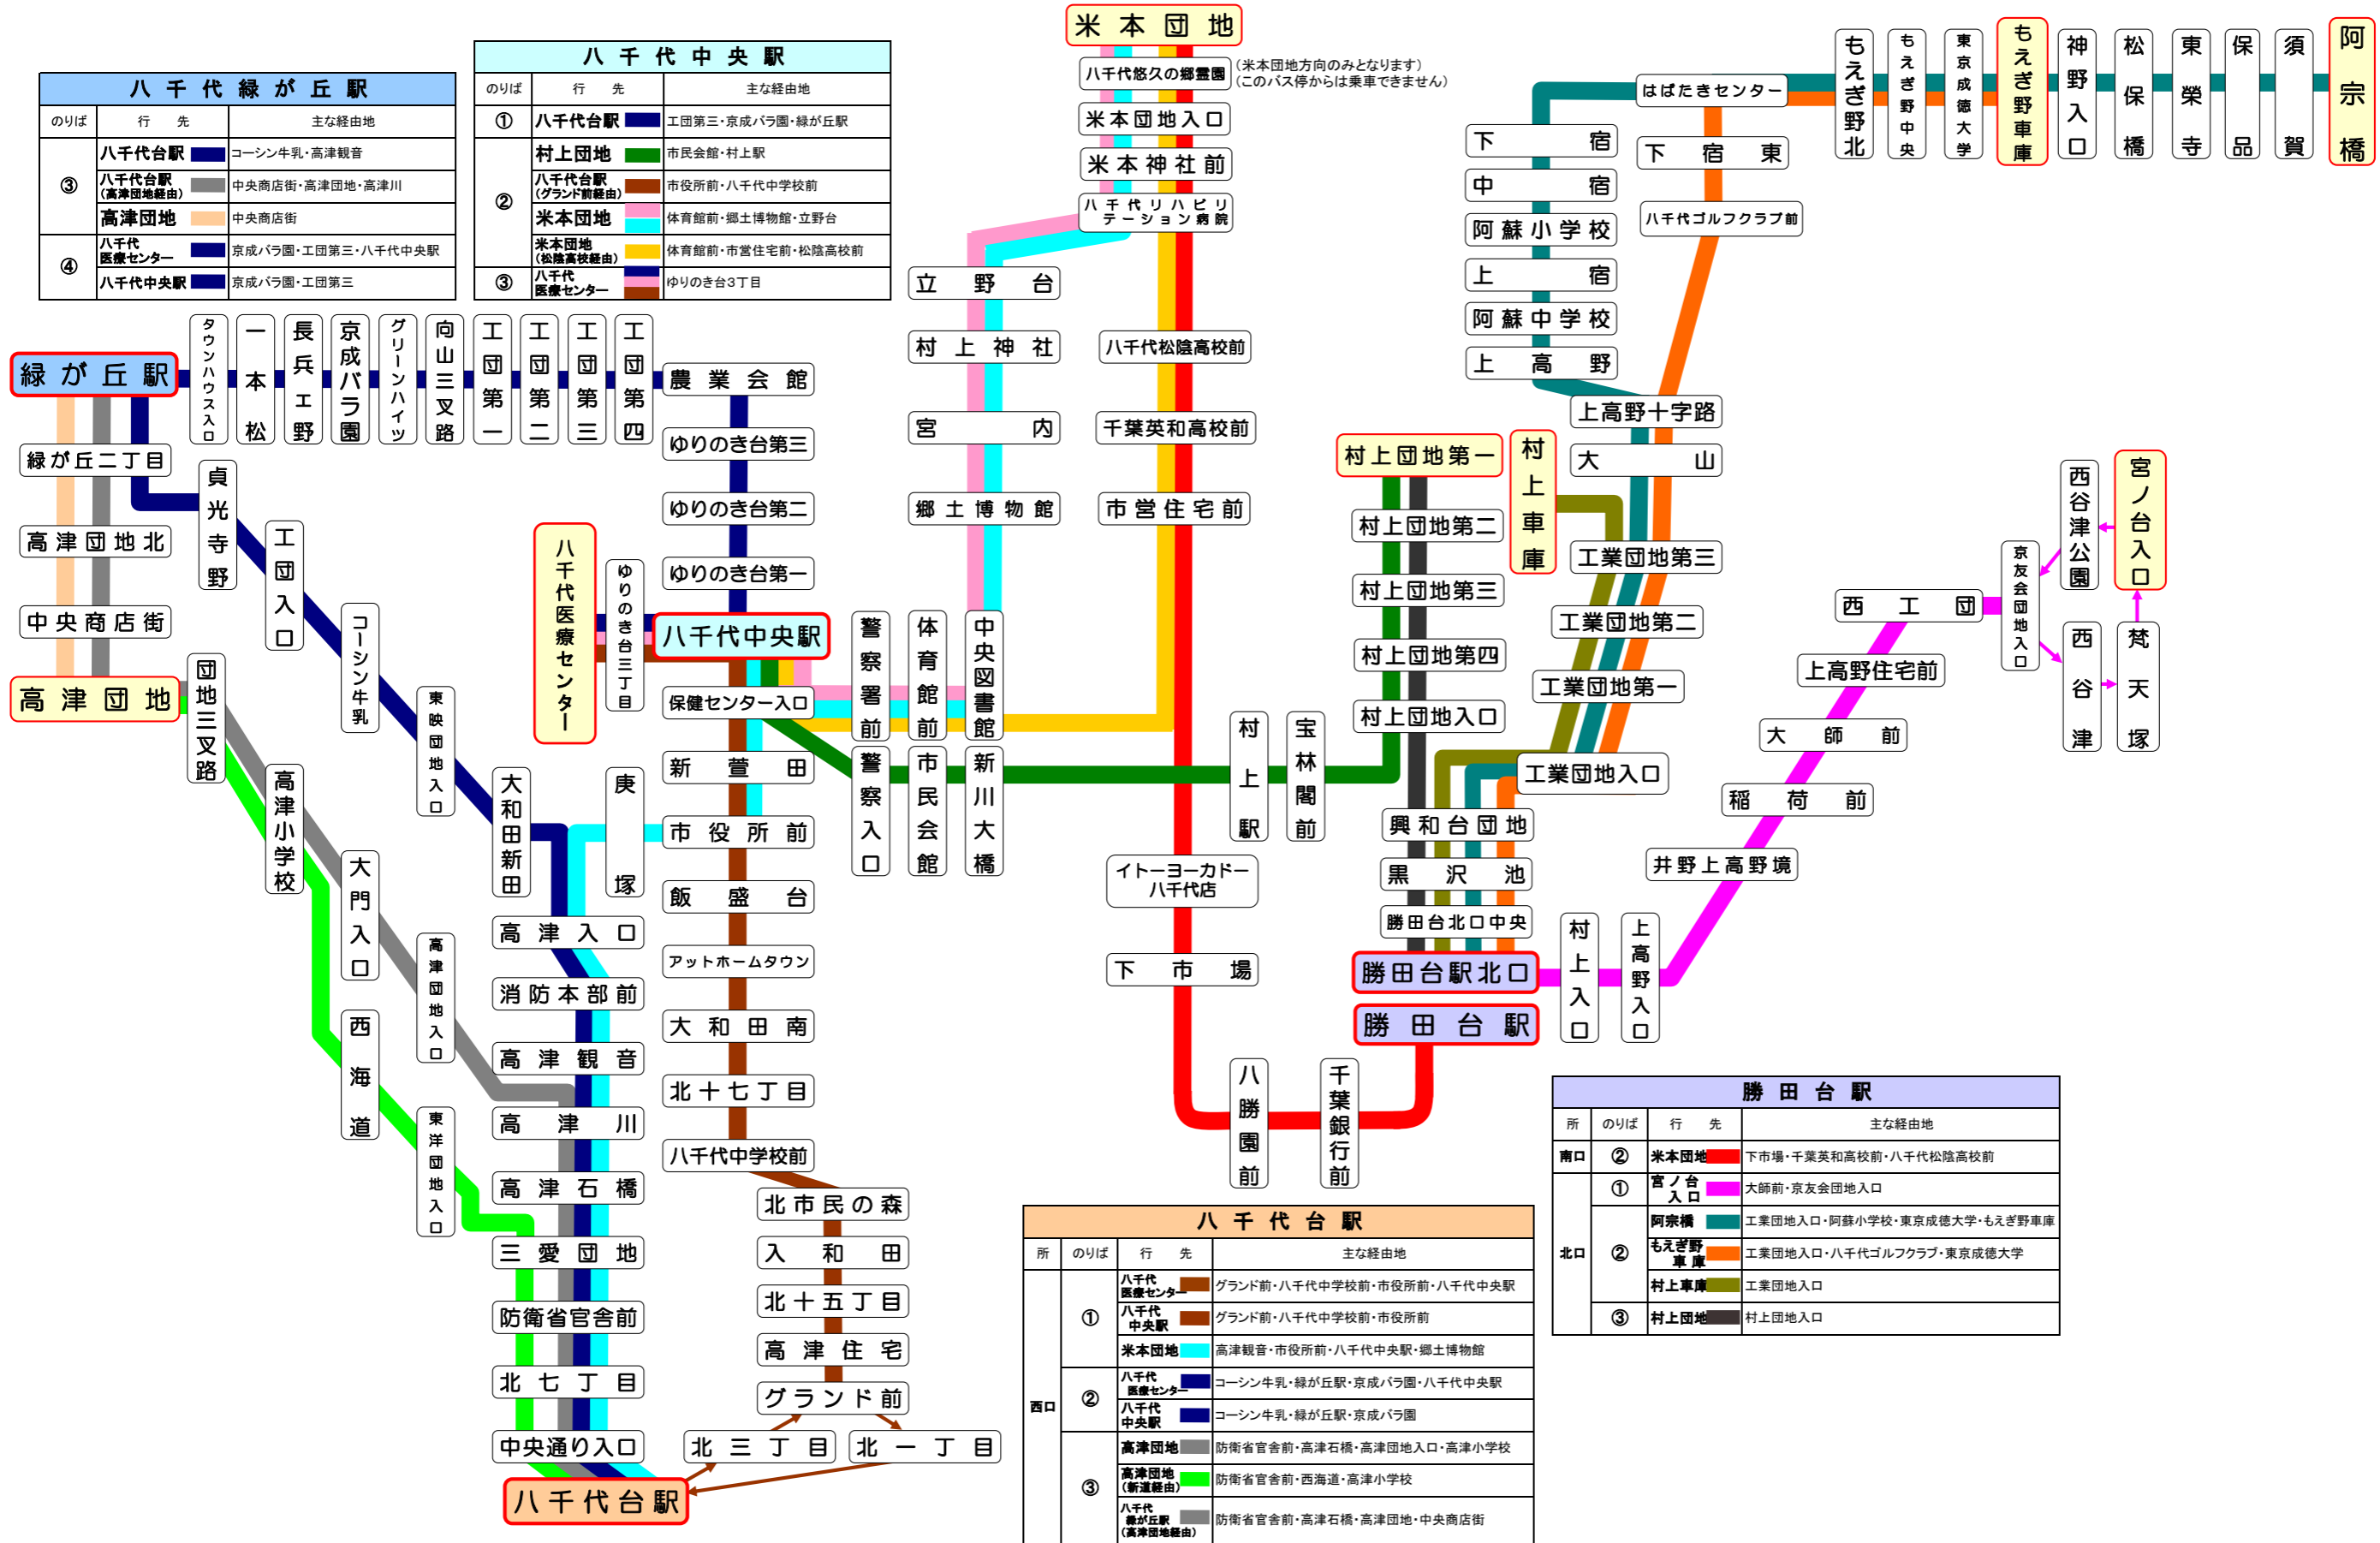 八千代緑が丘駅
のりば 行先 主な経由地
③ 八千代台駅 コーシン牛乳・高津観音
八千代台駅 (高津団地経由) 中央商店街・高津団地・高津川
高津団地 中央商店街
④ 八千代医療センター 京成バラ園・工団第三・八千代中央駅
八千代中央駅 京成バラ園・工団第三
八千代中央駅
のりば 行先 主な経由地
① 八千代台駅 工団第三・京成バラ園・緑が丘駅
② 村上団地 市民会館・村上駅
八千代台駅 (グランド前経由) 市役所前・八千代中学校前
米本団地 体育館前・郷土博物館・立野台
米本団地 (松陰高校経由) 体育館前・市営住宅前・松陰高校前
③ 八千代医療センター ゆりのき台3丁目
米本団地
八千代悠久の郷霊園
(米本団地方向のみとなります)
(このバス停からは乗車できません)
米本団地入口
米本神社前
八千代リハビリテーション病院
立野台
村上神社
宮内
郷土博物館
八千代松陰高校前
千葉英和高校前
市営住宅前
イトーヨーカドー
八千代店
下市場
八勝園前
千葉銀行前
はばたきセンター
もえぎ野北
もえぎ野中央
東京成徳大学
もえぎ野車庫
神野入口
松保橋
東榮寺
保品
須賀
阿宗橋
下宿
中宿
阿蘇小学校
上宿
阿蘇中学校
上高野
下宿東
八千代ゴルフクラブ前
上高野十字路
大山
工業団地第三
工業団地第二
工業団地第一
工業団地入口
村上車庫
村上団地第一
村上団地第二
村上団地第三
村上団地第四
村上団地入口
興和台団地
黒沢池
勝田台北口中央
勝田台駅北口
勝田台駅
村上入口
上高野入口
井野上高野境
稲荷前
大師前
上高野住宅前
西工団
京友会団地入口
西谷津公園
宮ノ台入口
西谷津
梵天塚
緑が丘駅
タウンハウス入口
一本松
長兵エ野
京成バラ園
グリーンハイツ
向山三叉路
工団第一
工団第二
工団第三
工団第四
農業会館
ゆりのき台第三
ゆりのき台第二
ゆりのき台第一
八千代中央駅
八千代医療センター
ゆりのき台三丁目
保健センター入口
警察署前
体育館前
中央図書館
警察入口
市民会館
新川大橋
村上駅
宝林閣前
新萱田
市役所前
庚塚
飯盛台
アットホームタウン
大和田南
北十七丁目
八千代中学校前
北市民の森
入和田
北十五丁目
高津住宅
グランド前
北三丁目
北一丁目
緑が丘二丁目
高津団地北
中央商店街
高津団地
貞光寺野
工団入口
コーシン牛乳
東映団地入口
大和田新田
高津入口
消防本部前
高津観音
高津川
高津石橋
三愛団地
防衛省官舎前
北七丁目
中央通り入口
八千代台駅
団地三叉路
高津小学校
大門入口
高津団地入口
西海道
東洋団地入口
勝田台駅
所 のりば 行先 主な経由地
南口 ② 米本団地 下市場・千葉英和高校前・八千代松陰高校前
北口 ① 宮ノ台入口 大師前・京友会団地入口
② 阿宗橋 工業団地入口・阿蘇小学校・東京成徳大学・もえぎ野車庫
もえぎ野車庫 工業団地入口・八千代ゴルフクラブ・東京成徳大学
村上車庫 工業団地入口
③ 村上団地 村上団地入口
八千代台駅
所 のりば 行先 主な経由地
西口 ① 八千代医療センター グランド前・八千代中学校前・市役所前・八千代中央駅
八千代中央駅 グランド前・八千代中学校前・市役所前
米本団地 高津観音・市役所前・八千代中央駅・郷土博物館
② 八千代医療センター コーシン牛乳・緑が丘駅・京成バラ園・八千代中央駅
八千代中央駅 コーシン牛乳・緑が丘駅・京成バラ園
③ 高津団地 防衛省官舎前・高津石橋・高津団地入口・高津小学校
高津団地 (新道経由) 防衛省官舎前・西海道・高津小学校
八千代緑が丘駅 (高津団地経由) 防衛省官舎前・高津石橋・高津団地・中央商店街